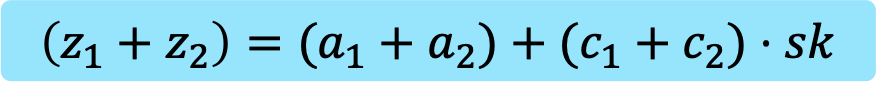 (z₁ + z₂) = (a₁ + a₂) + (c₁ + c₂) · sk